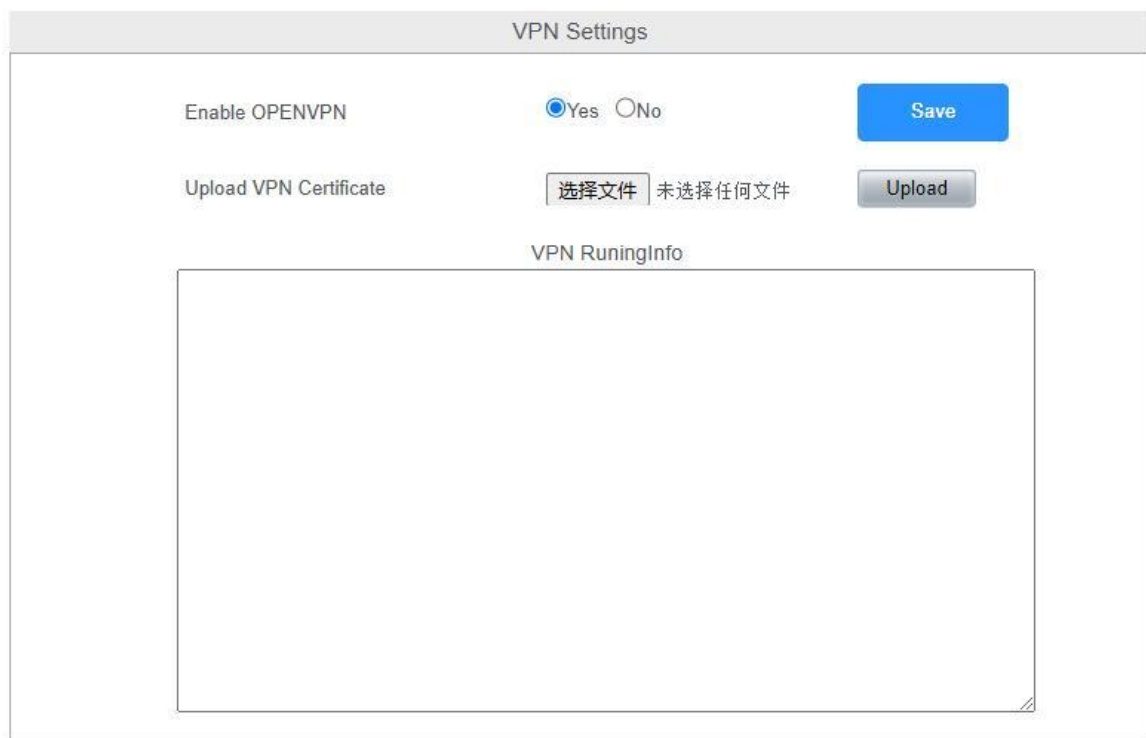 VPN Settings
Enable OPENVPN Yes No Save
Upload VPN Certificate 选择文件 未选择任何文件 Upload
VPN RuningInfo